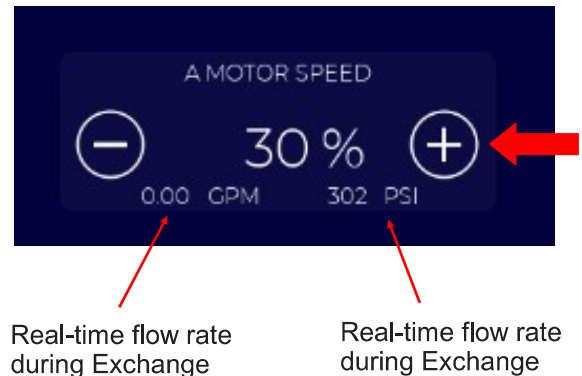 A MOTOR SPEED
30 %
0.00 GPM 302 PSI
Real-time flow rate
during Exchange
Real-time flow rate
during Exchange